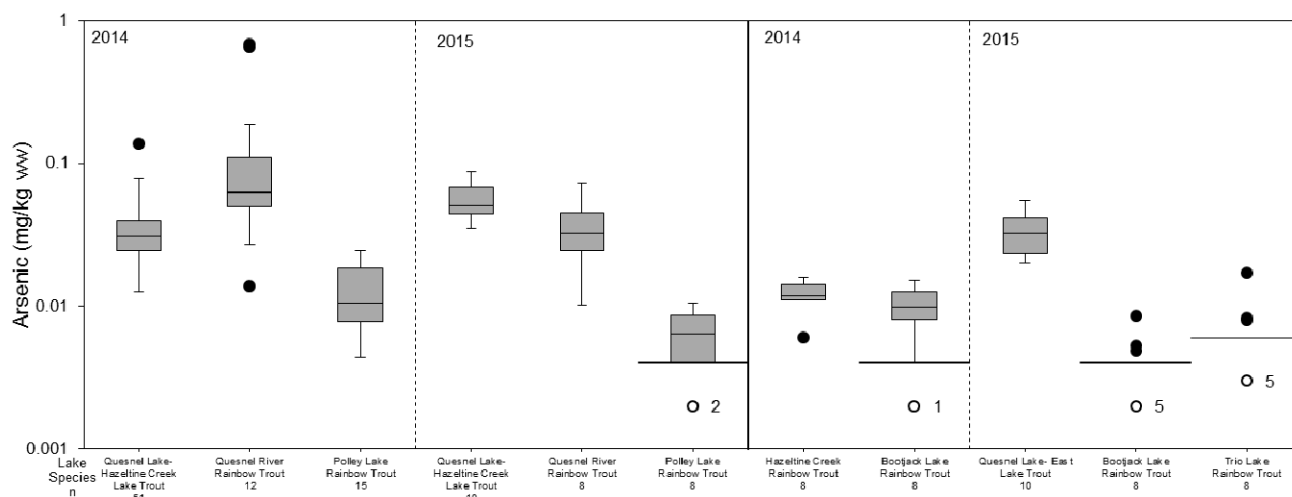 1
2014
2015
2014
2015
0.1
Arsenic (mg/kg ww)
0.01
2
1
5
5
0.001
Lake
Species
n
Quesnel Lake-
Hazeltine Creek
Lake Trout
Quesnel River
Rainbow Trout
12
Polley Lake
Rainbow Trout
15
Quesnel Lake-
Hazeltine Creek
Lake Trout
Quesnel River
Rainbow Trout
8
Polley Lake
Rainbow Trout
8
Hazeltine Creek
Rainbow Trout
8
Bootjack Lake
Rainbow Trout
8
Quesnel Lake- East
Lake Trout
10
Bootjack Lake
Rainbow Trout
8
Trio Lake
Rainbow Trout
8